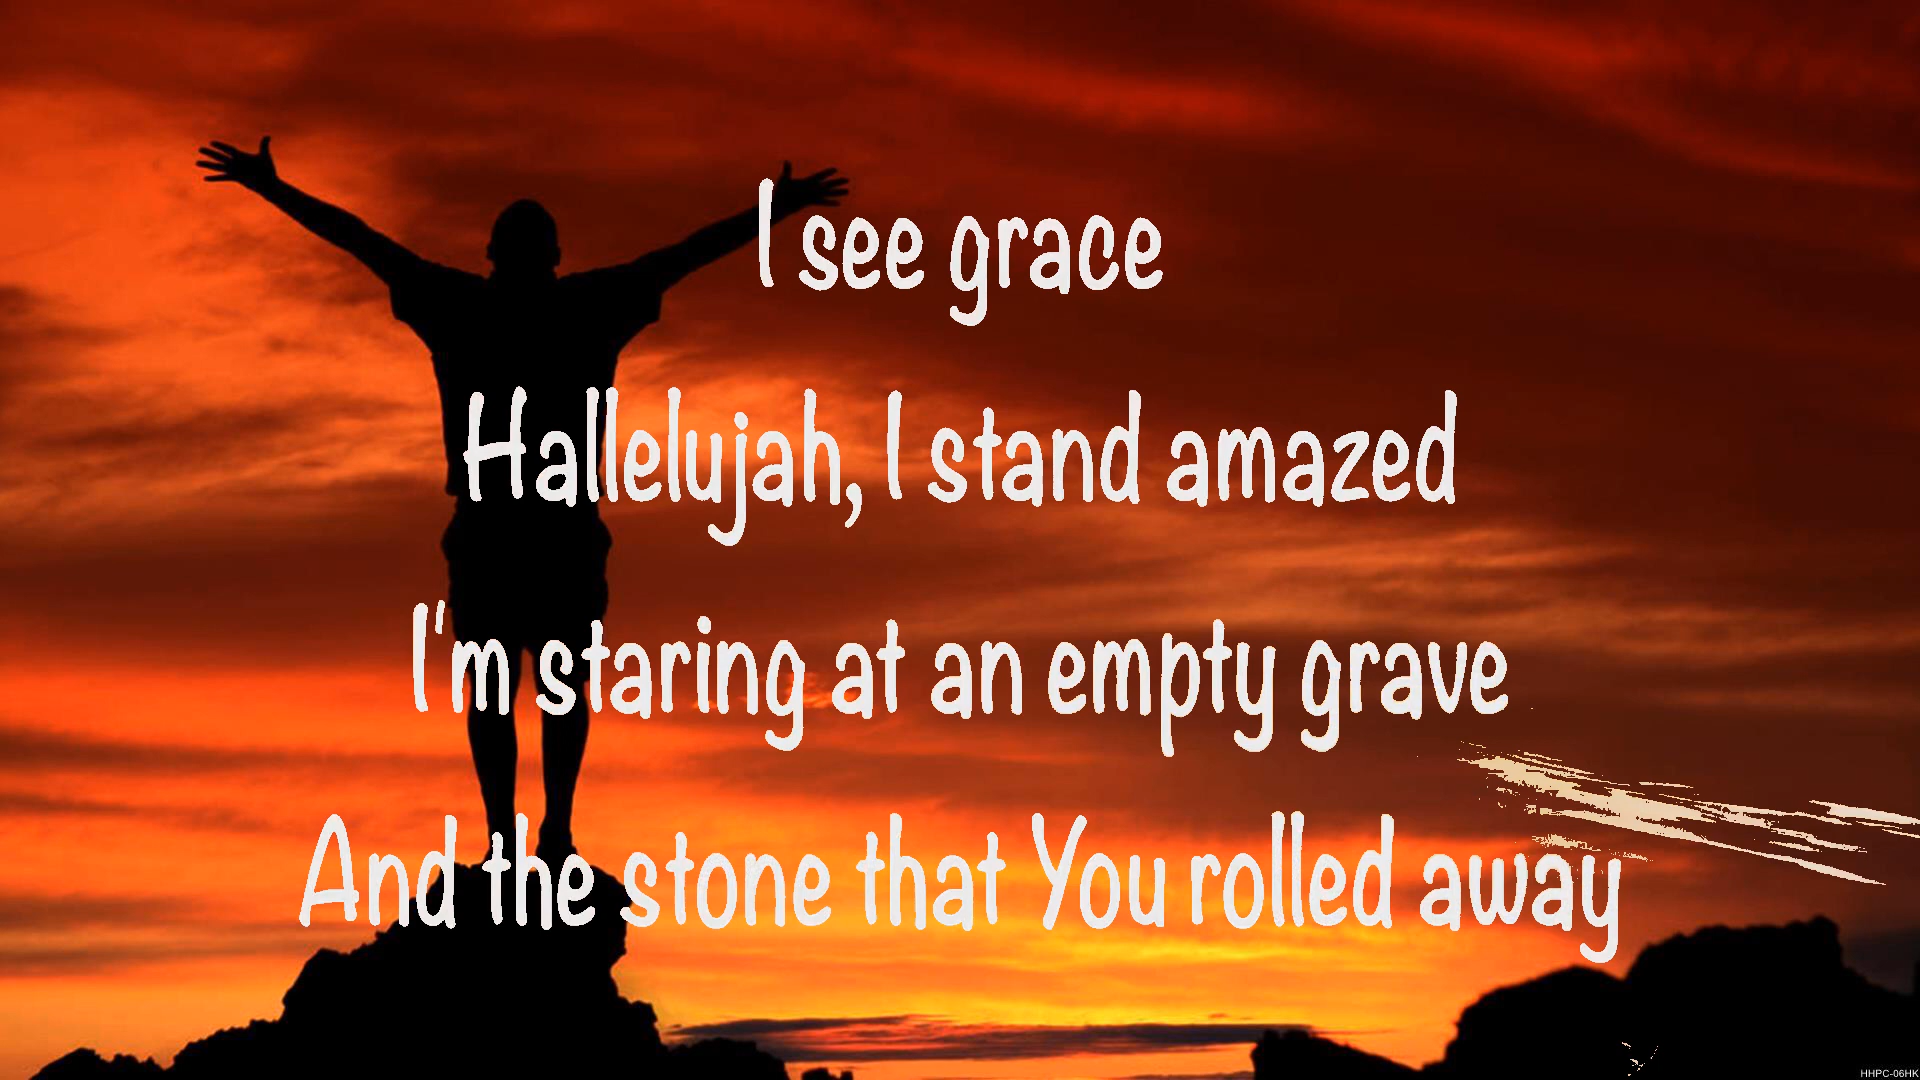 I see grace
Hallelujah, I stand amazed
I'm staring at an empty grave
And the stone that You rolled away
HHPC-06HK